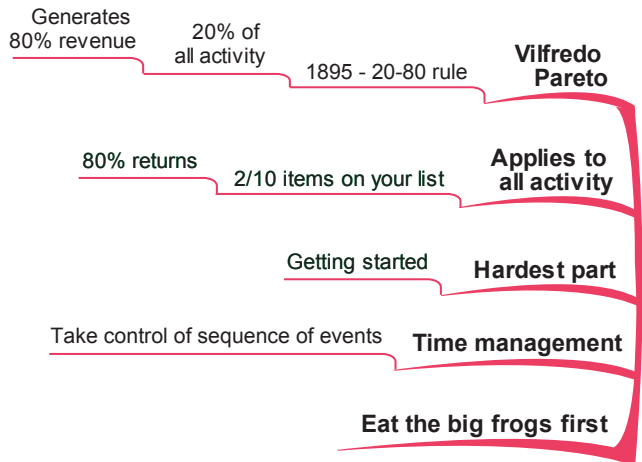 Vilfredo
Pareto
1895 - 20-80 rule
20% of
all activity
Generates
80% revenue
Applies to
all activity
2/10 items on your list
80% returns
Hardest part
Getting started
Time management
Take control of sequence of events
Eat the big frogs first